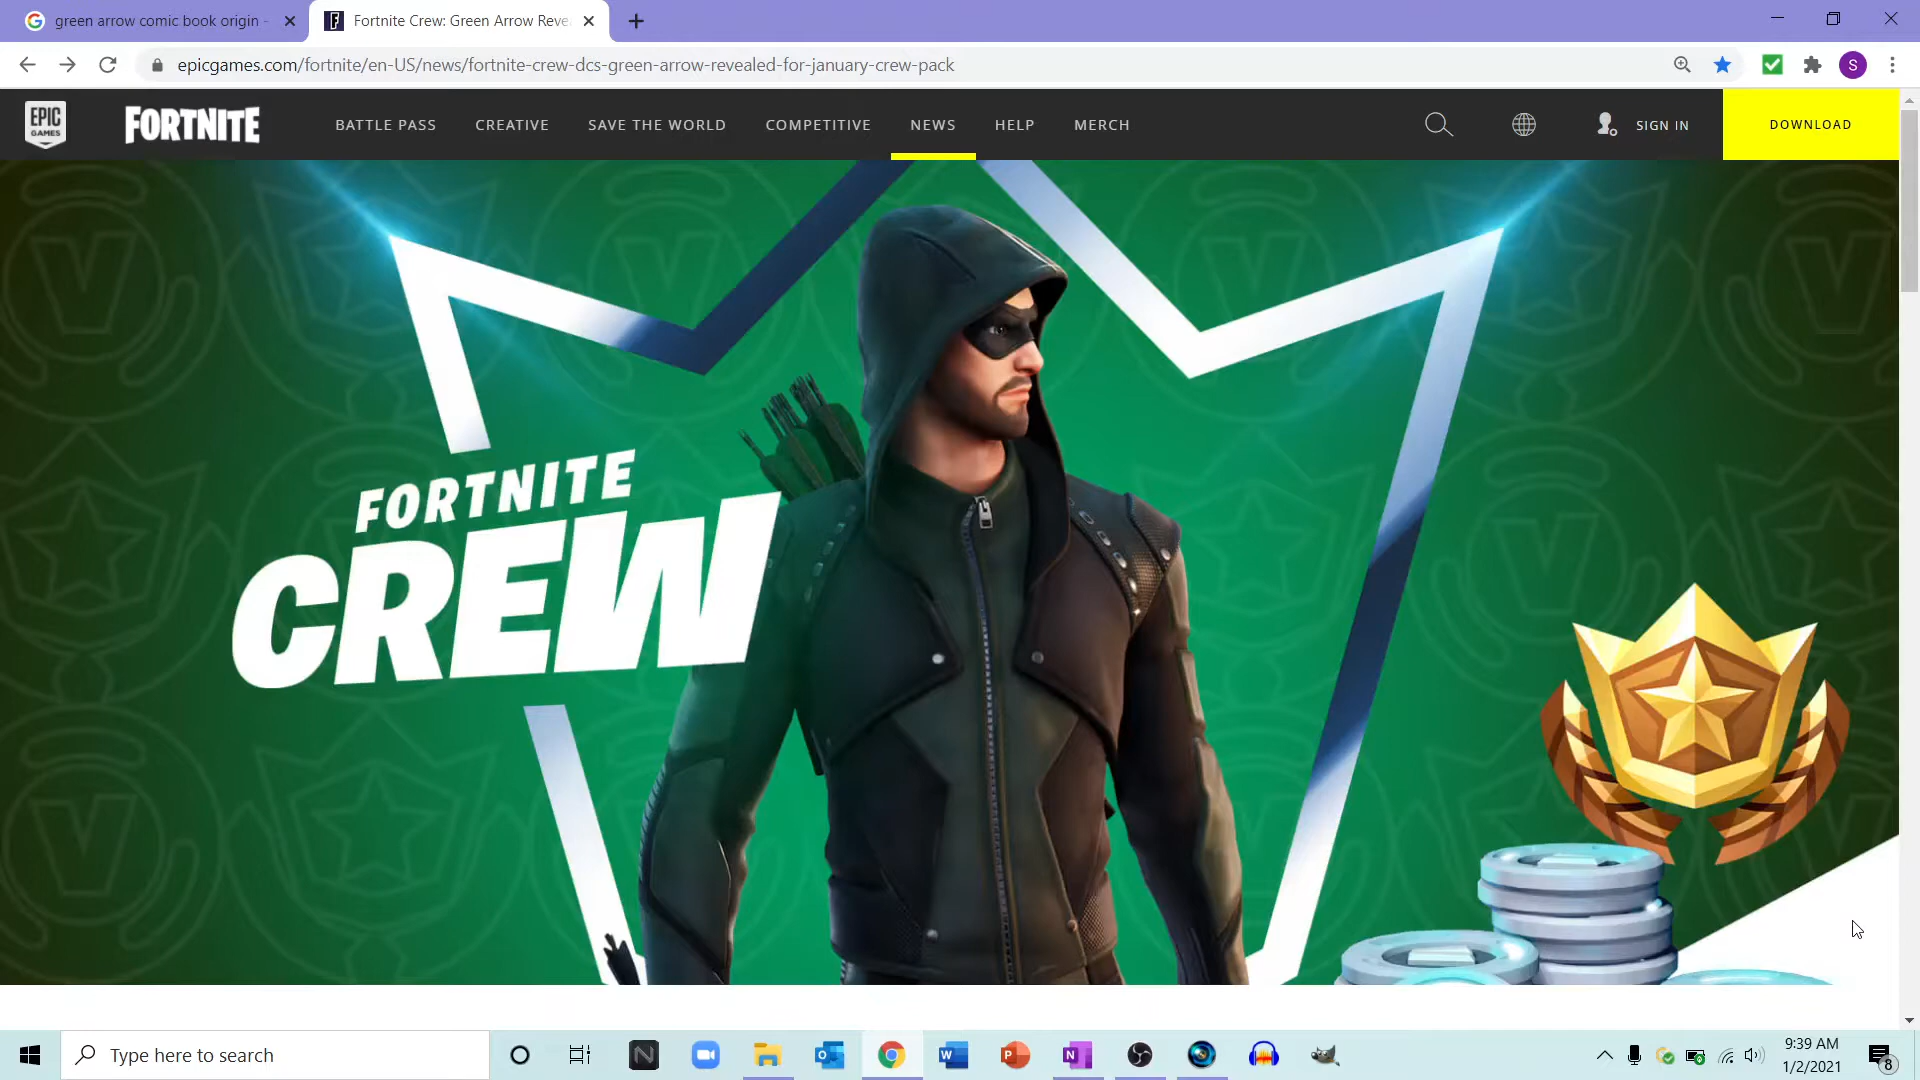 green arrow comic book origin -
Fortnite Crew: Green Arrow Reve
epicgames.com/fortnite/en-US/news/fortnite-crew-dcs-green-arrow-revealed-for-january-crew-pack
S
EPIC
GAMES
FORTNITE
BATTLE PASS
CREATIVE
SAVE THE WORLD
COMPETITIVE
NEWS
HELP
MERCH
SIGN IN
DOWNLOAD
FORTNITE
CREW
Type here to search
9:39 AM
1/2/2021
8